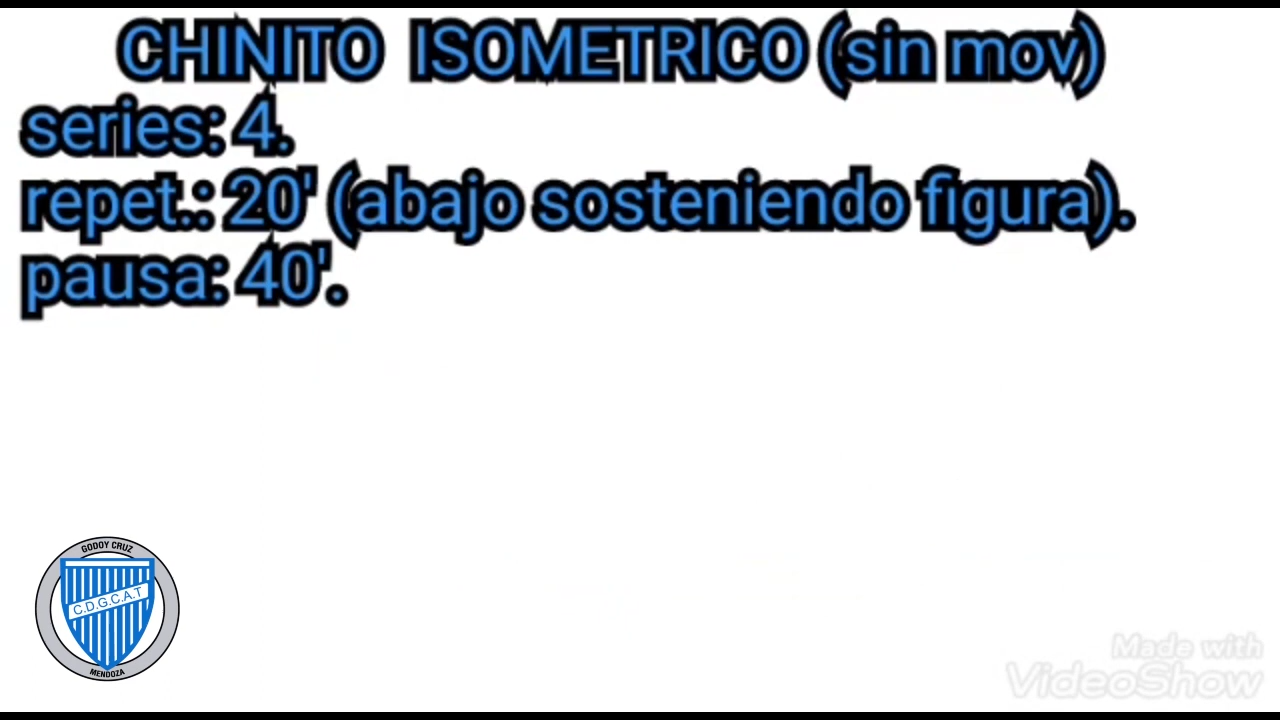 CHINITO ISOMETRICO (sin mov)
series: 4.
repet.: 20' (abajo sosteniendo figura).
pausa: 40'.
GODOY CRUZ
C.D.G.C.A.T
MENDOZA
Made with
VideoShow